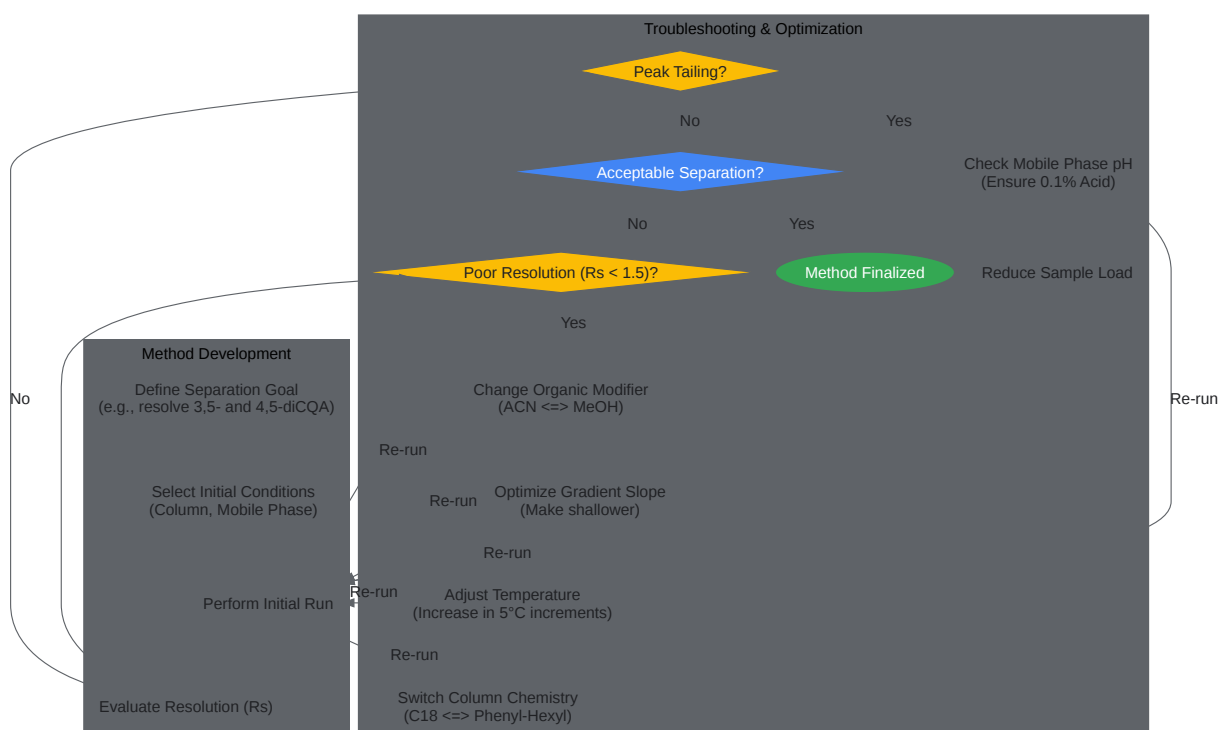 Troubleshooting & Optimization
Peak Tailing?
No
Yes
Acceptable Separation?
Check Mobile Phase pH
(Ensure 0.1% Acid)
No
Yes
Poor Resolution (Rs < 1.5)?
Method Finalized
Reduce Sample Load
Yes
Method Development
Define Separation Goal
(e.g., resolve 3,5- and 4,5-diCQA)
Change Organic Modifier
(ACN <=> MeOH)
No
Re-run
Re-run
Select Initial Conditions
(Column, Mobile Phase)
Re-run
Optimize Gradient Slope
(Make shallower)
Re-run
Perform Initial Run
Re-run
Adjust Temperature
(Increase in 5°C increments)
Re-run
Evaluate Resolution (Rs)
Switch Column Chemistry
(C18 <=> Phenyl-Hexyl)